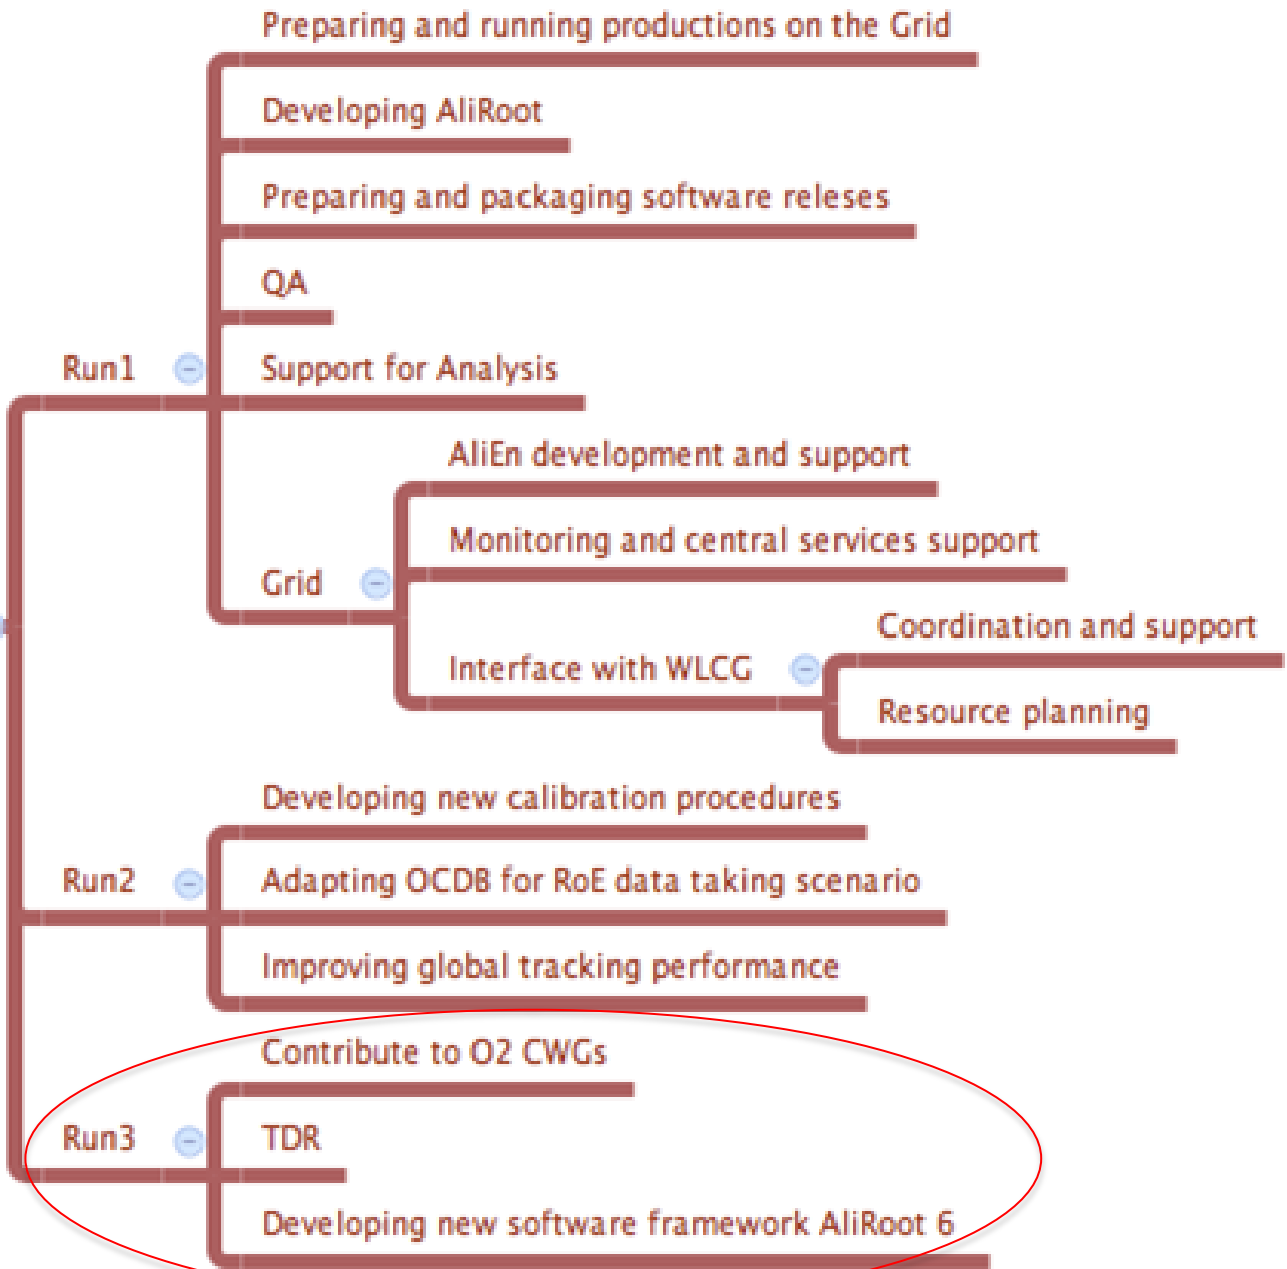 Preparing and running productions on the Grid
Developing AliRoot
Preparing and packaging software releses
QA
Run1
Support for Analysis
AliEn development and support
Monitoring and central services support
Grid
Coordination and support
Interface with WLCG
Resource planning
Developing new calibration procedures
Run2
Adapting OCDB for RoE data taking scenario
Improving global tracking performance
Contribute to O2 CWGs
Run3
TDR
Developing new software framework AliRoot 6